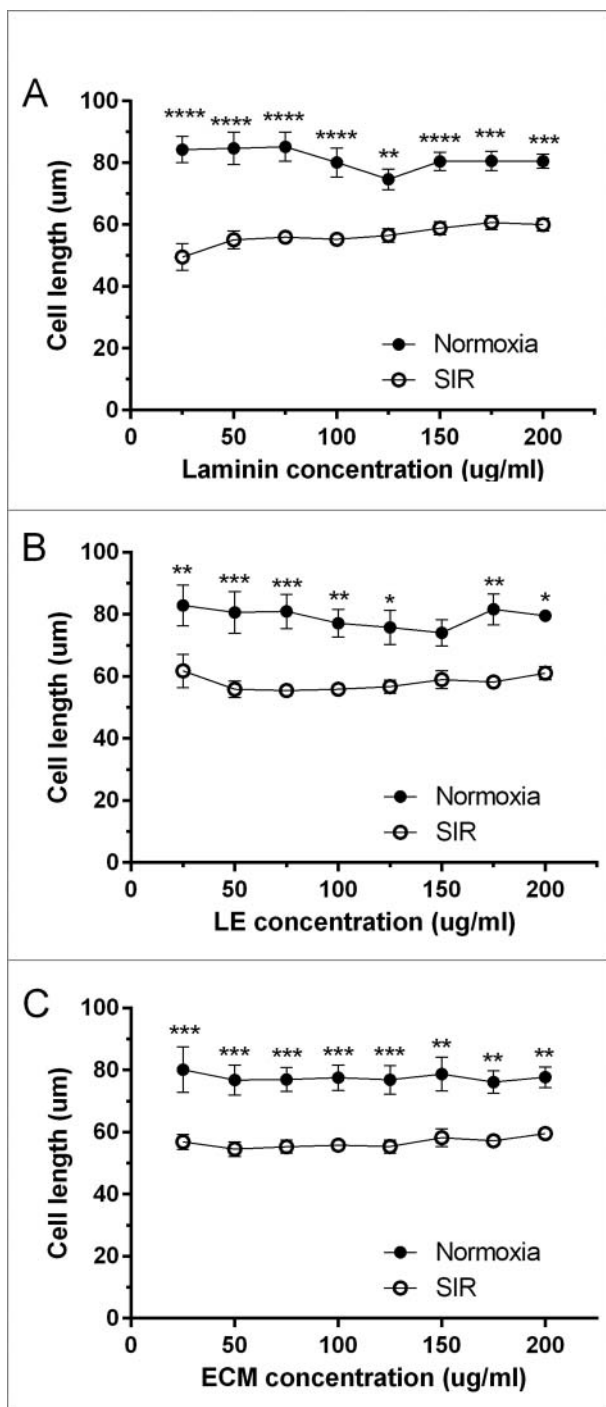 A
Cell length (um)
100
80
60
40
20
0
**** **** **** **** ** **** *** ***
Normoxia
SIR
0 50 100 150 200
Laminin concentration (ug/ml)
B
Cell length (um)
100
80
60
40
20
0
** *** *** ** * ** *
Normoxia
SIR
0 50 100 150 200
LE concentration (ug/ml)
C
Cell length (um)
100
80
60
40
20
0
*** *** *** *** *** ** ** **
Normoxia
SIR
0 50 100 150 200
ECM concentration (ug/ml)